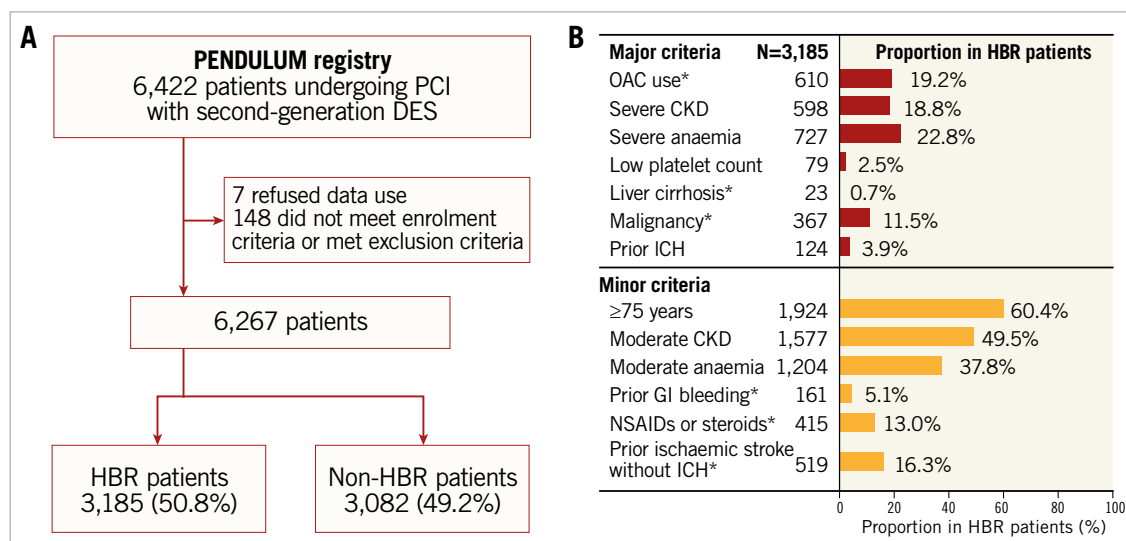 A
PENDULUM registry
6,422 patients undergoing PCI
with second-generation DES
7 refused data use
148 did not meet enrolment
criteria or met exclusion criteria
6,267 patients
HBR patients
3,185 (50.8%)
Non-HBR patients
3,082 (49.2%)
B
Major criteria N=3,185 Proportion in HBR patients
OAC use* 610 19.2%
Severe CKD 598 18.8%
Severe anaemia 727 22.8%
Low platelet count 79 2.5%
Liver cirrhosis* 23 0.7%
Malignancy* 367 11.5%
Prior ICH 124 3.9%
Minor criteria
≥75 years 1,924 60.4%
Moderate CKD 1,577 49.5%
Moderate anaemia 1,204 37.8%
Prior GI bleeding* 161 5.1%
NSAIDs or steroids* 415 13.0%
Prior ischaemic stroke
without ICH* 519 16.3%
0 20 40 60 80 100
Proportion in HBR patients (%)